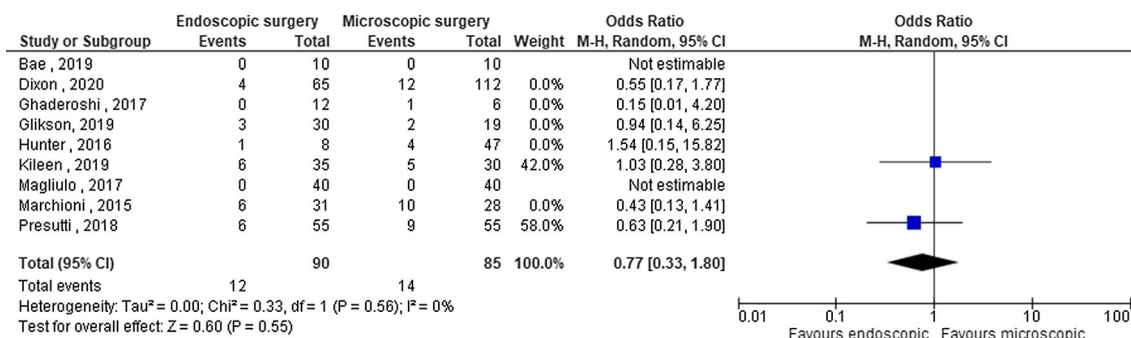 Endoscopic surgery Microscopic surgery Odds Ratio Odds Ratio
Study or Subgroup Events Total Events Total Weight M-H, Random, 95% CI M-H, Random, 95% CI
Bae , 2019 0 10 0 10 Not estimable
Dixon , 2020 4 65 12 112 0.0% 0.55 [0.17, 1.77]
Ghaderoshi , 2017 0 12 1 6 0.0% 0.15 [0.01, 4.20]
Glikson, 2019 3 30 2 19 0.0% 0.94 [0.14, 6.25]
Hunter , 2016 1 8 4 47 0.0% 1.54 [0.15, 15.82]
Kileen , 2019 6 35 5 30 42.0% 1.03 [0.28, 3.80]
Magliulo , 2017 0 40 0 40 Not estimable
Marchioni , 2015 6 31 10 28 0.0% 0.43 [0.13, 1.41]
Presutti , 2018 6 55 9 55 58.0% 0.63 [0.21, 1.90]
Total (95% CI) 90 85 100.0% 0.77 [0.33, 1.80]
Total events 12 14
Heterogeneity: Tau² = 0.00; Chi² = 0.33, df = 1 (P = 0.56); I² = 0%
Test for overall effect: Z = 0.60 (P = 0.55)
0.01 0.1 1 10 100
Favours endoscopic Favours microscopic